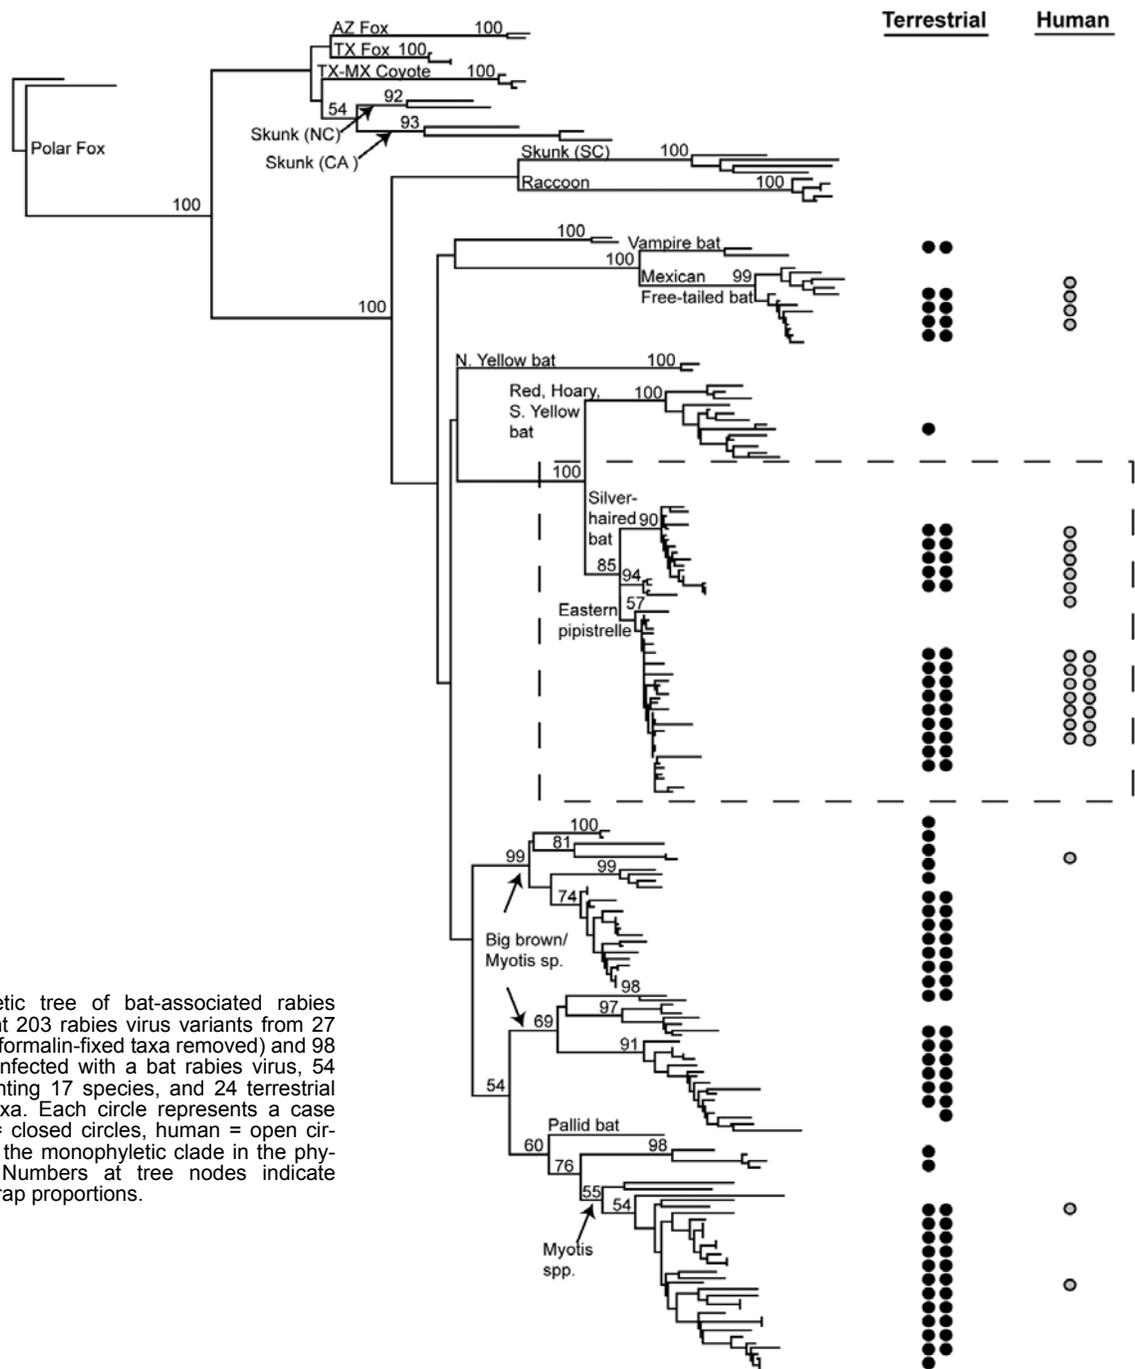 Terrestrial
Human
AZ Fox
100
TX Fox 100
TX-MX Coyote
100
92
54
Skunk (NC)
93
Skunk (CA )
Polar Fox
Skunk (SC)
100
Raccoon
100
100
100
Vampire bat
100
Mexican
99
Free-tailed bat
100
N. Yellow bat
100
Red, Hoary,
100
S. Yellow
bat
100
Silver-
haired
90
bat
85
94
57
Eastern
pipistrelle
100
81
99
99
74
Big brown/
Myotis sp.
98
97
69
91
54
Pallid bat
60
98
76
55
54
Myotis
spp.
etic tree of bat-associated rabies
at 203 rabies virus variants from 27
formalin-fixed taxa removed) and 98
infected with a bat rabies virus, 54
nting 17 species, and 24 terrestrial
xa. Each circle represents a case
= closed circles, human = open cir-
the monophyletic clade in the phy-
Numbers at tree nodes indicate
rap proportions.